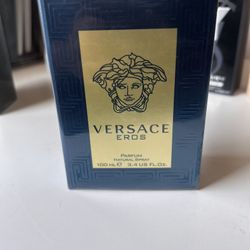 VERSACE
EROS
PARFUM
NATURAL SPRAY
100 ML ℮ 3.4 US FL.OZ.